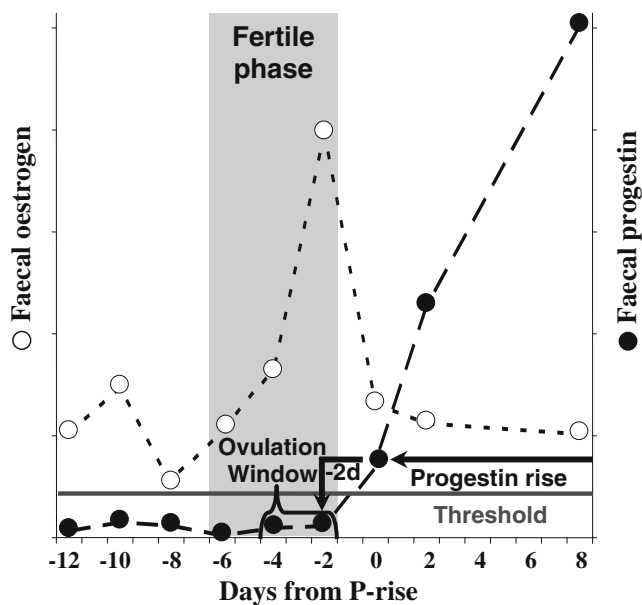 Fertile
phase
Faecal oestrogen
Faecal progestin
Ovulation
Window
-2d
Progestin rise
Threshold
-12 -10 -8 -6 -4 -2 0 2 4 6 8
Days from P-rise